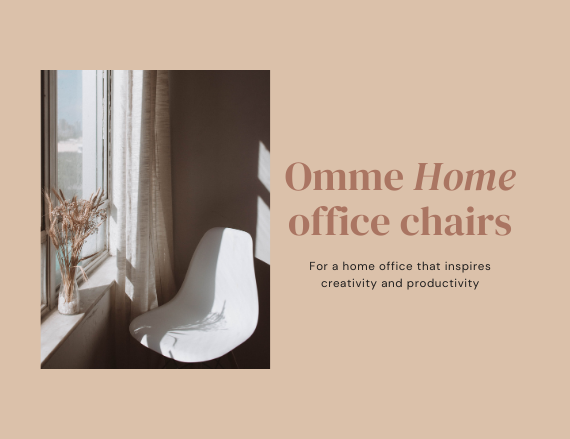 Omme Home
office chairs
For a home office that inspires
creativity and productivity